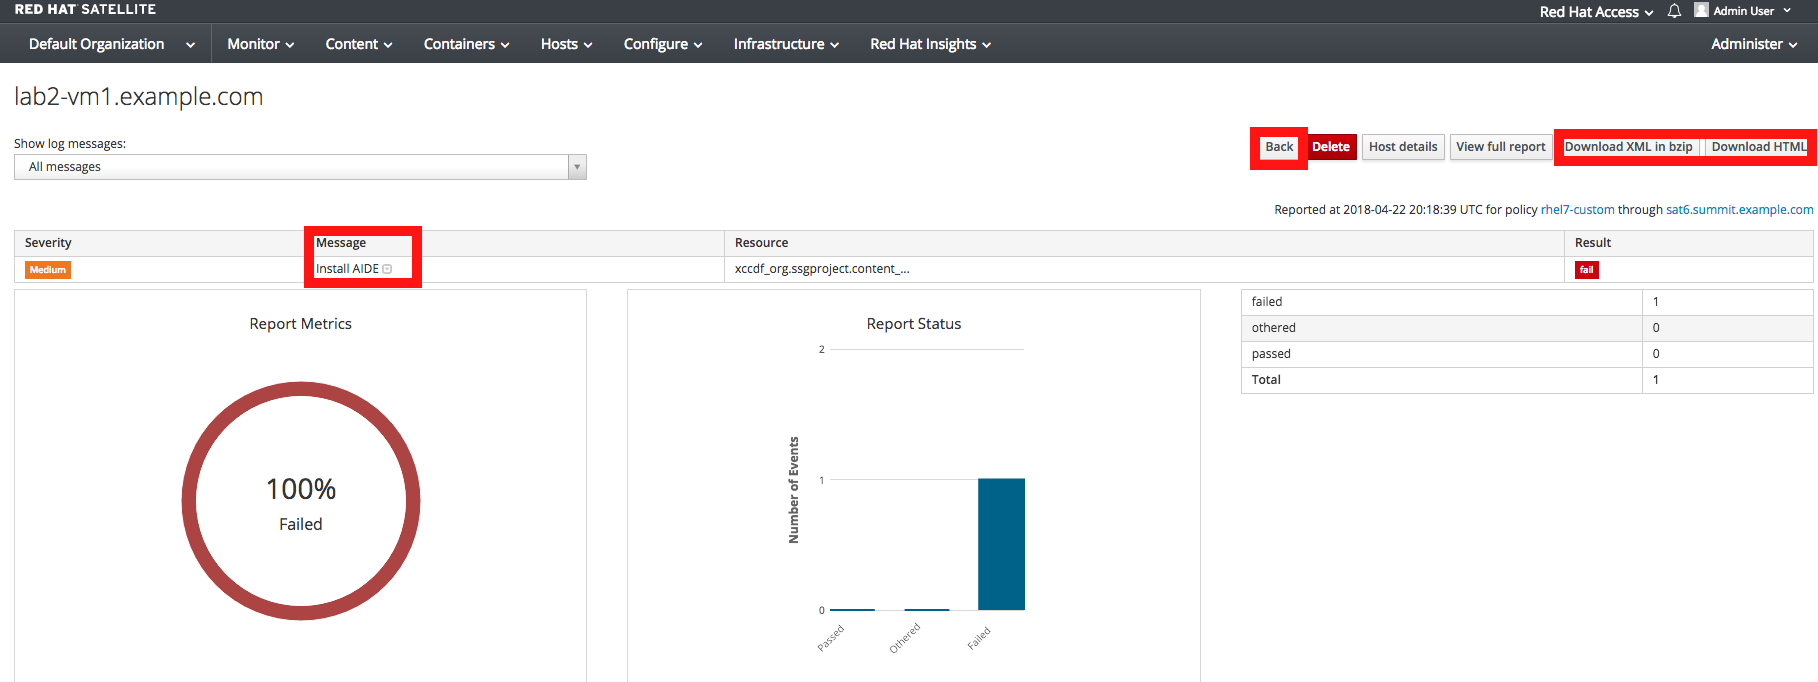 RED HAT SATELLITE
Red Hat Access
Admin User
Default Organization
Monitor
Content
Containers
Hosts
Configure
Infrastructure
Red Hat Insights
Administer
lab2-vm1.example.com
Show log messages:
All messages
Back
Delete
Host details
View full report
Download XML in bzip
Download HTML
Reported at 2018-04-22 20:18:39 UTC for policy rhel7-custom through sat6.summit.example.com
Severity Message Resource Result
Medium Install AIDE xccdf_org.ssgproject.content_... fail
Report Metrics
100%
Failed
Report Status
2
1
0
Number of Events
Passed
Othered
Failed
failed 1
othered 0
passed 0
Total 1